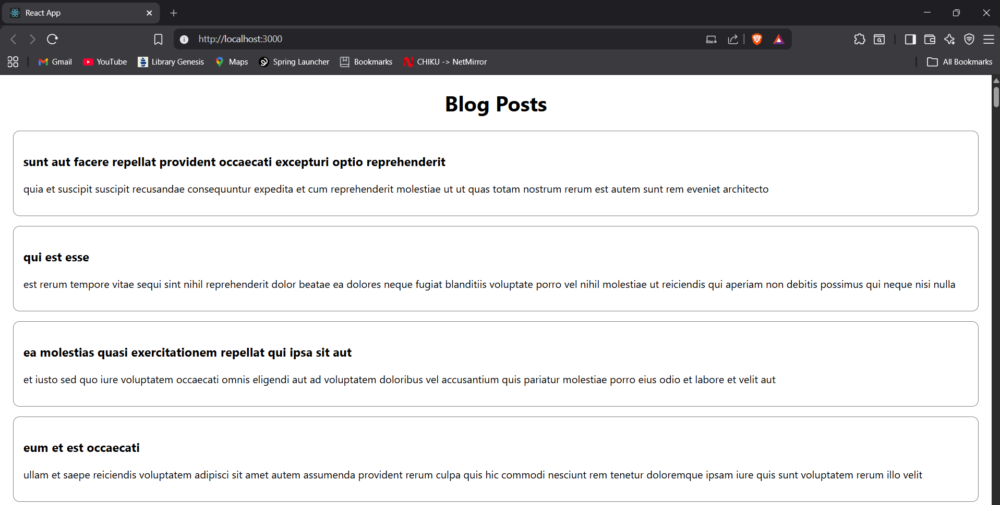 React App
http://localhost:3000
Gmail YouTube Library Genesis Maps Spring Launcher Bookmarks CHIKU -> NetMirror All Bookmarks
Blog Posts
sunt aut facere repellat provident occaecati excepturi optio reprehenderit
quia et suscipit suscipit recusandae consequuntur expedita et cum reprehenderit molestiae ut ut quas totam nostrum rerum est autem sunt rem eveniet architecto
qui est esse
est rerum tempore vitae sequi sint nihil reprehenderit dolor beatae ea dolores neque fugiat blanditiis voluptate porro vel nihil molestiae ut reiciendis qui aperiam non debitis possimus qui neque nisi nulla
ea molestias quasi exercitationem repellat qui ipsa sit aut
et iusto sed quo iure voluptatem occaecati omnis eligendi aut ad voluptatem doloribus vel accusantium quis pariatur molestiae porro eius odio et labore et velit aut
eum et est occaecati
ullam et saepe reiciendis voluptatem adipisci sit amet autem assumenda provident rerum culpa quis hic commodi nesciunt rem tenetur doloremque ipsam iure quis sunt voluptatem rerum illo velit